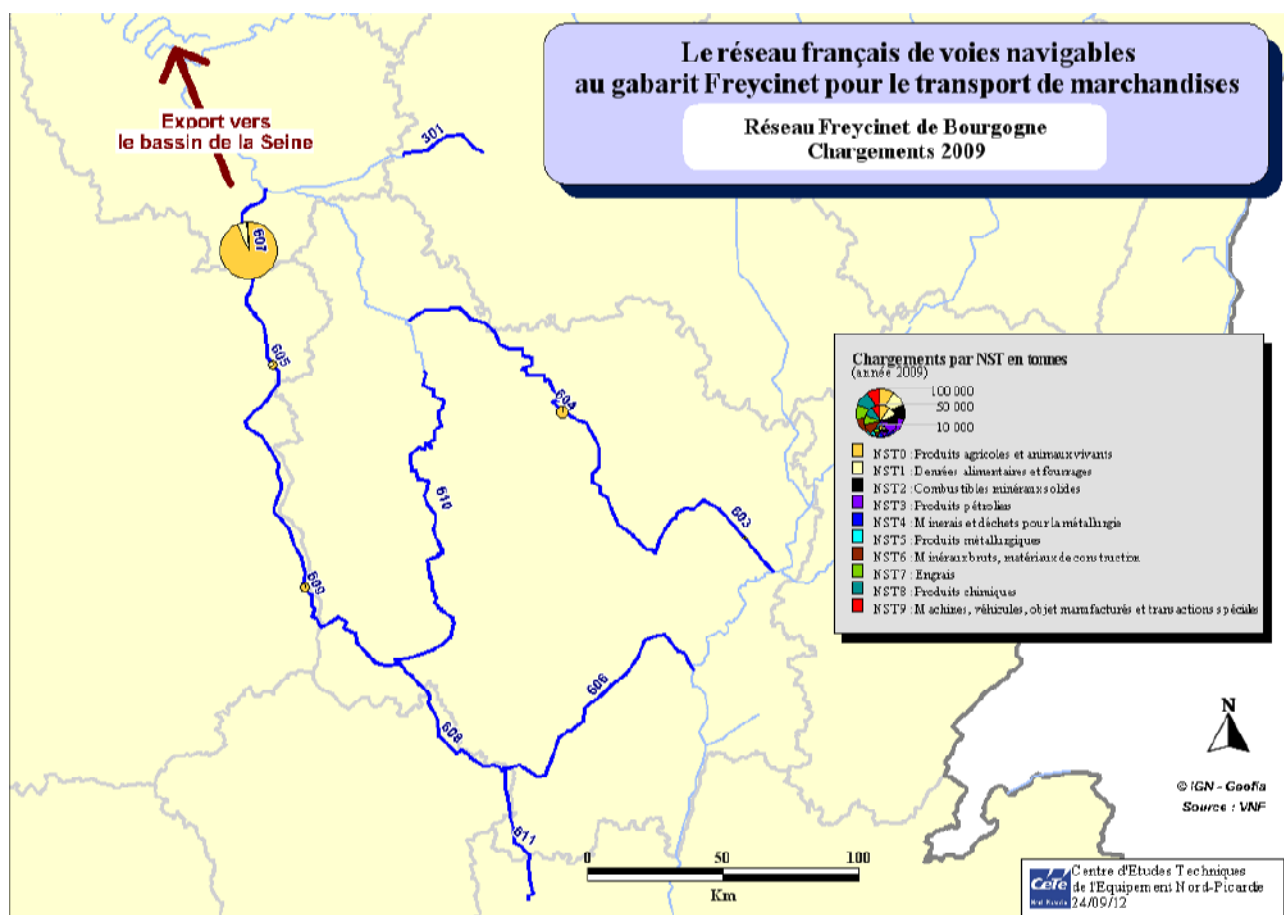 Le réseau français de voies navigables
au gabarit Freycinet pour le transport de marchandises
Réseau Freycinet de Bourgogne
Chargements 2009
Export vers
le bassin de la Seine
301
607
605
604
610
603
609
606
608
611
Chargements par NST en tonnes
(année 2009)
100 000
50 000
10 000
NST0 : Produits agricoles et animaux vivants
NST1 : Denrées alimentaires et fourrages
NST2 : Combustibles minéraux solides
NST3 : Produits pétroliers
NST4 : Minerais et déchets pour la métallurgie
NST5 : Produits métallurgiques
NST6 : Minéraux bruts, matériaux de construction
NST7 : Engrais
NST8 : Produits chimiques
NST9 : Machines, véhicules, objet manufacturés et transactions spéciales
N
© IGN - Geofla
Source : VNF
0 50 100
Km
CeTe
Nord Picardie
Centre d'Etudes Techniques
de l'Equipement Nord-Picardie
24/09/12